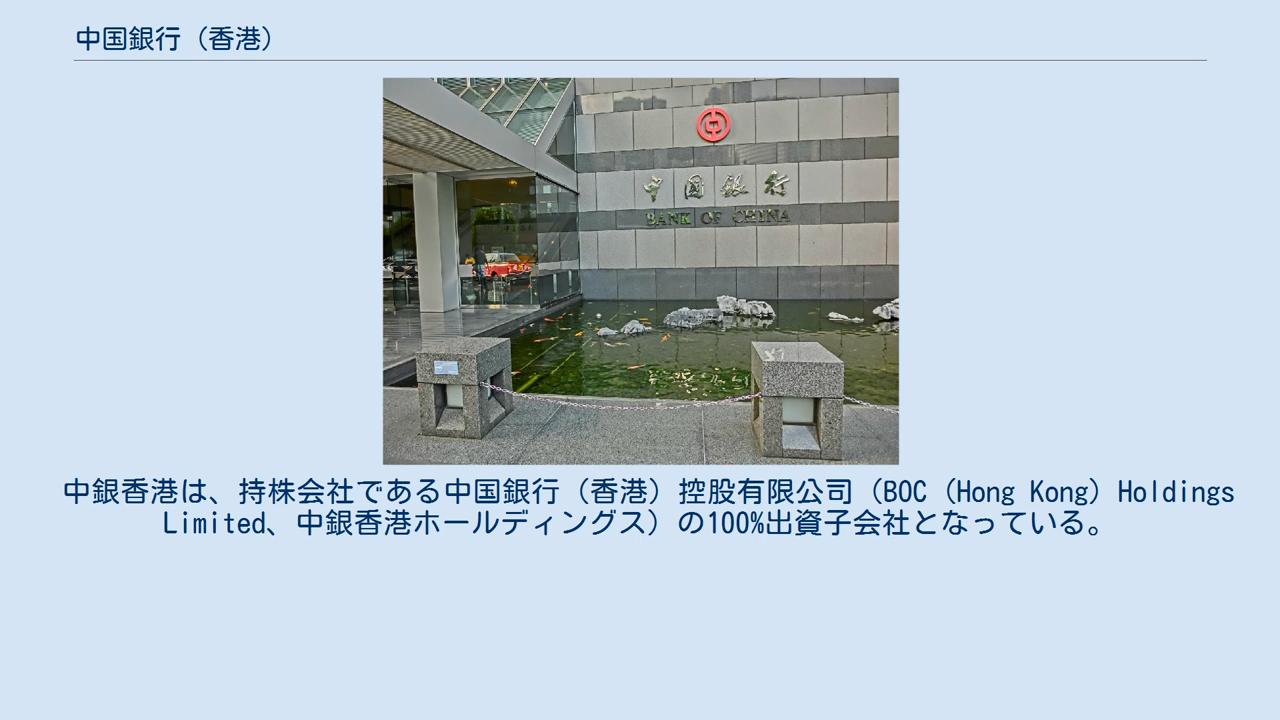 中国銀行（香港）
中國銀行
BANK OF CHINA
中銀香港は、持株会社である中国銀行（香港）控股有限公司（BOC（Hong Kong）Holdings
Limited、中銀香港ホールディングス）の100%出資子会社となっている。